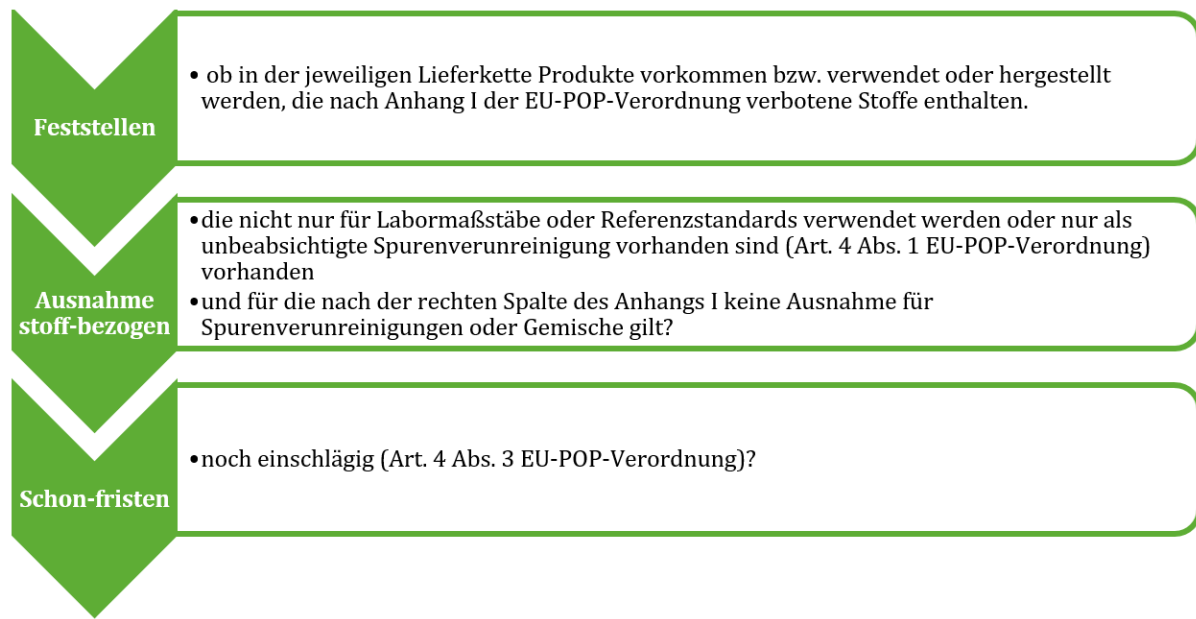 Feststellen
• ob in der jeweiligen Lieferkette Produkte vorkommen bzw. verwendet oder hergestellt
werden, die nach Anhang I der EU-POP-Verordnung verbotene Stoffe enthalten.
Ausnahme
stoff-bezogen
•die nicht nur für Labormaßstäbe oder Referenzstandards verwendet werden oder nur als
unbeabsichtigte Spurenverunreinigung vorhanden sind (Art. 4 Abs. 1 EU-POP-Verordnung)
vorhanden
•und für die nach der rechten Spalte des Anhangs I keine Ausnahme für
Spurenverunreinigungen oder Gemische gilt?
Schon-fristen
•noch einschlägig (Art. 4 Abs. 3 EU-POP-Verordnung)?